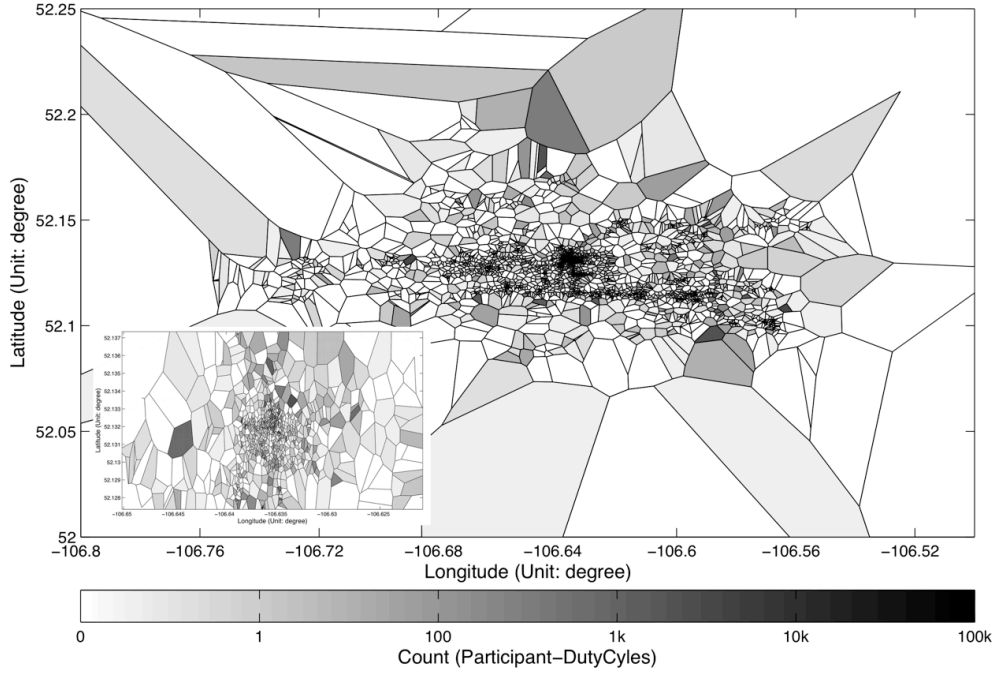 52.25
52.2
52.15
52.1
52.05
52
Latitude (Unit: degree)
52.137
52.136
52.135
52.134
52.133
52.132
52.131
52.13
52.129
52.128
Latitude (Unit: degree)
−106.65 −106.645 −106.64 −106.635 −106.63 −106.625
Longitude (Unit: degree)
−106.8 −106.76 −106.72 −106.68 −106.64 −106.6 −106.56 −106.52
Longitude (Unit: degree)
0 1 100 1k 10k 100k
Count (Participant−DutyCyles)